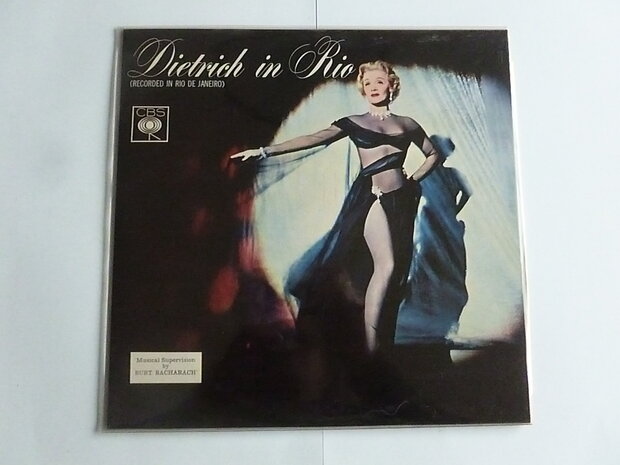 Dietrich in Rio
(RECORDED IN RIO DE JANEIRO)
CBS
Musical Supervision
by
BURT BACHARACH